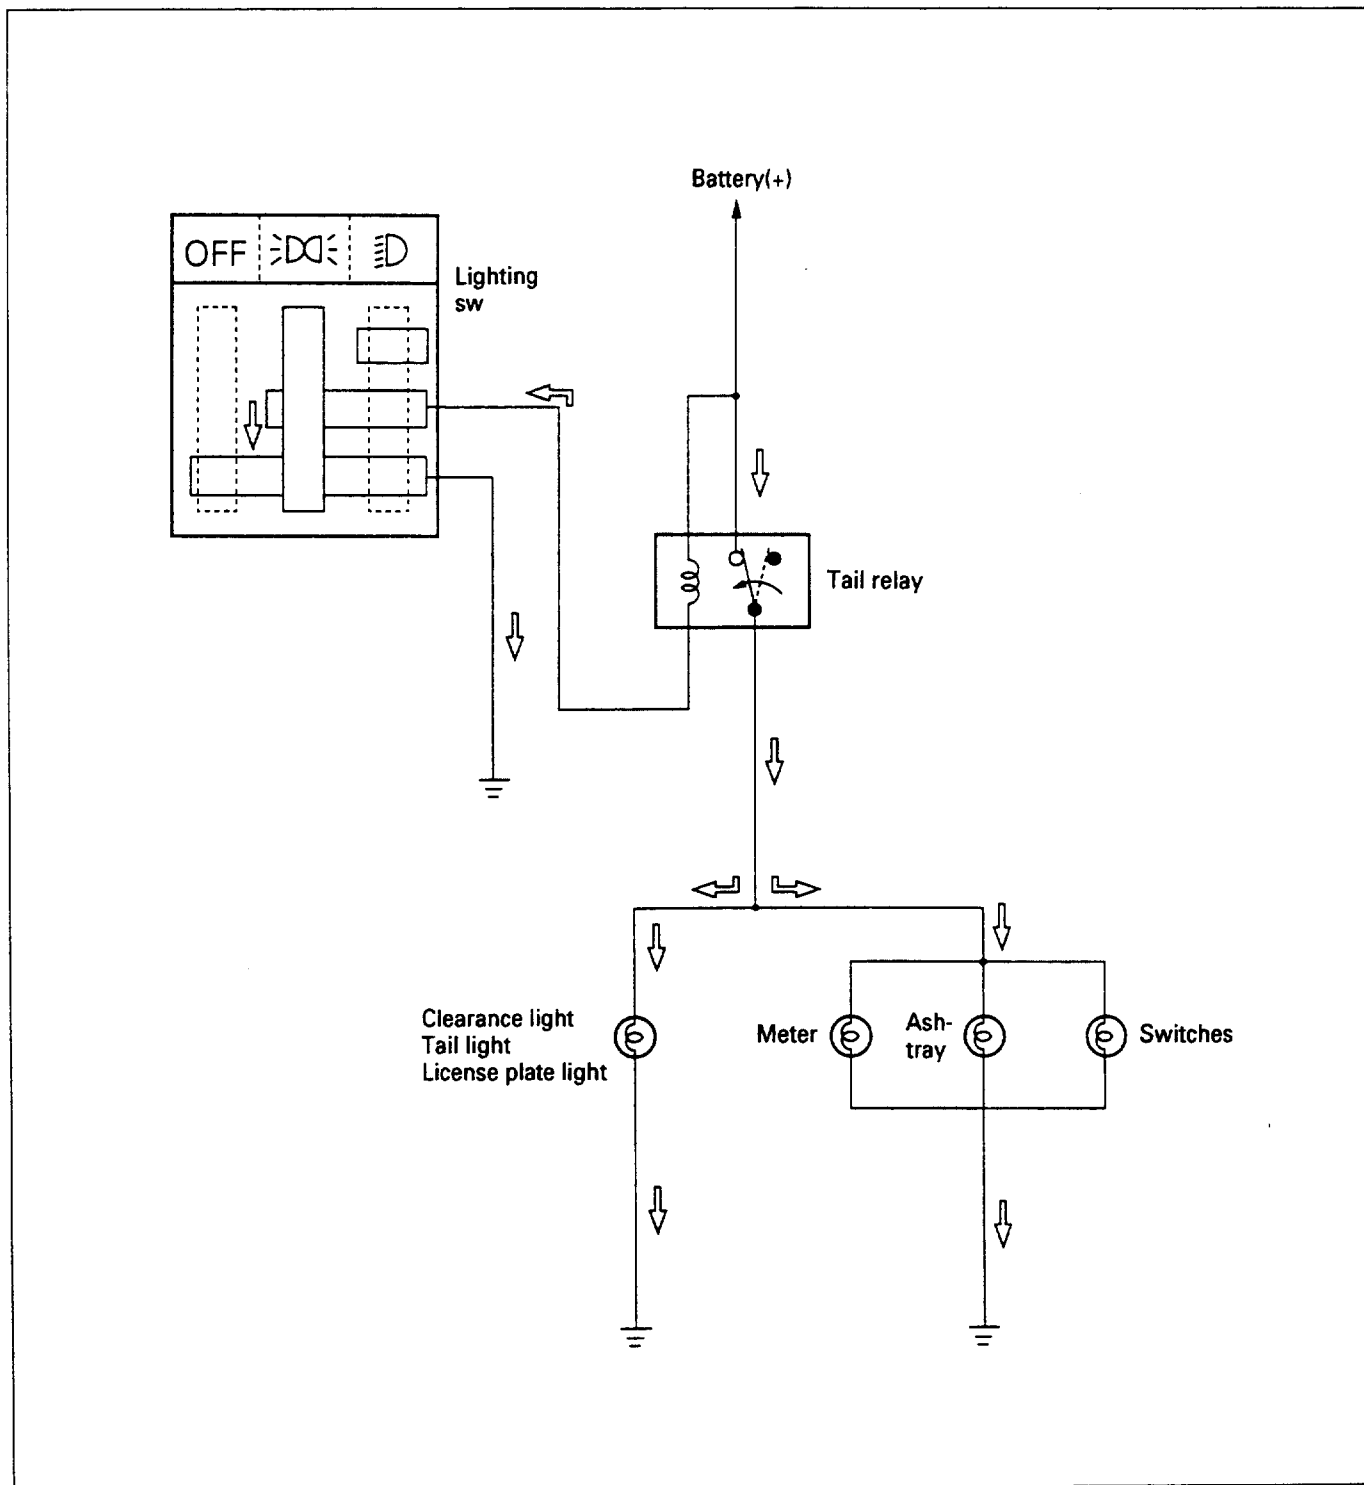 Battery(+)
OFF
Lighting
sw
Tail relay
Clearance light
Tail light
License plate light
Meter
Ash-
tray
Switches